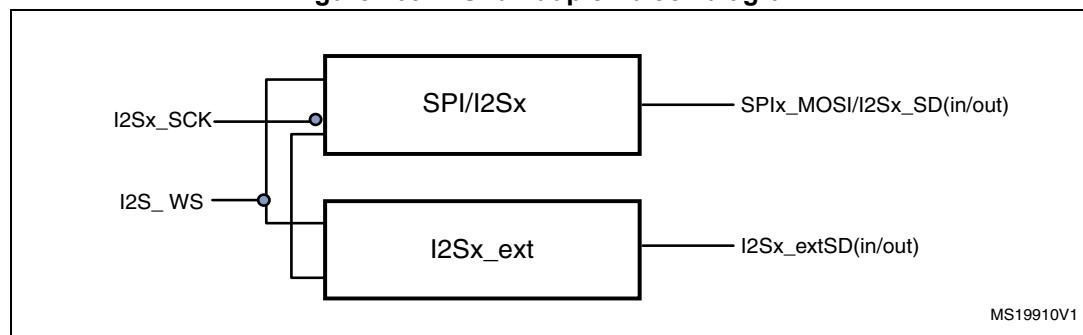 SPI/I2Sx
SPIx_MOSI/I2Sx_SD(in/out)
I2Sx_SCK
I2S_ WS
I2Sx_ext
I2Sx_extSD(in/out)
MS19910V1